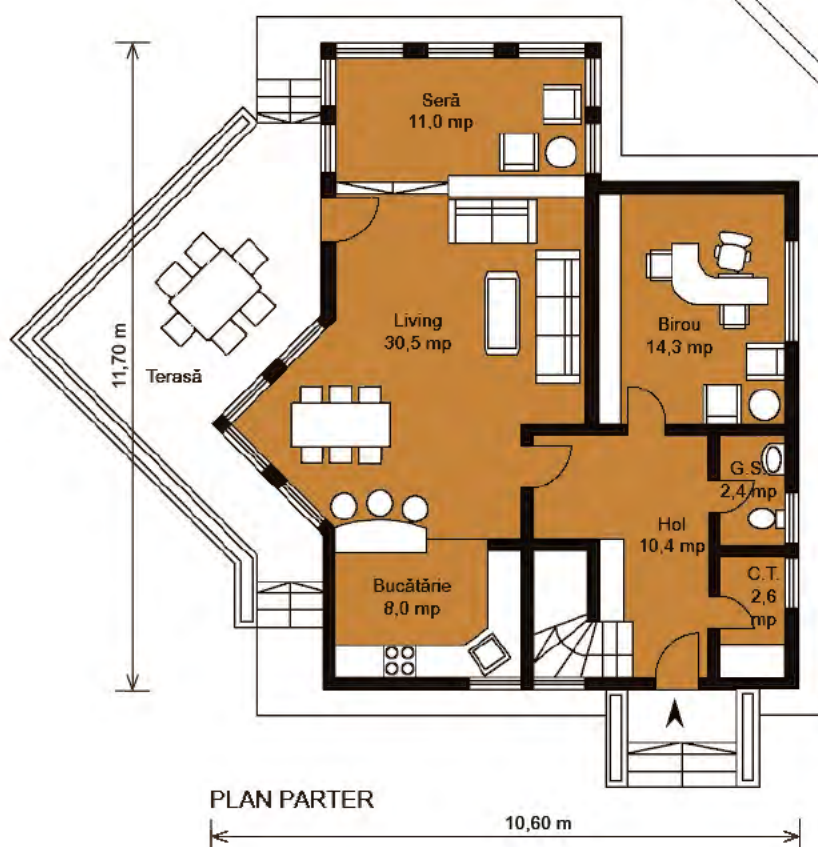 Seră
11,0 mp
Living
30,5 mp
Birou
14,3 mp
11,70 m
Terasă
G.S.
2,4 mp
Hol
10,4 mp
C.T.
2,6
mp
Bucătărie
8,0 mp
PLAN PARTER
10,60 m